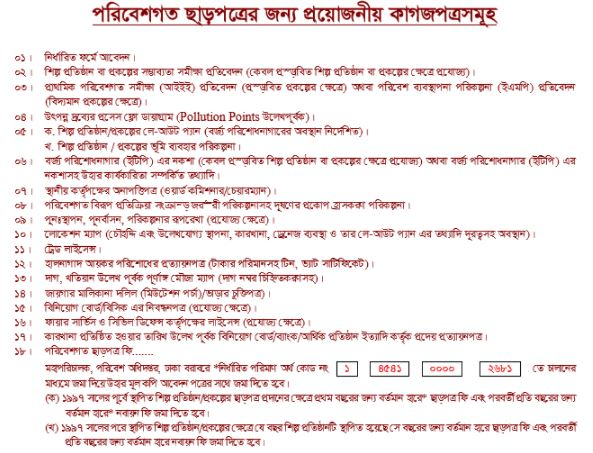 পরিবেশগত ছাড়পত্রের জন্য প্রয়োজনীয় কাগজপত্রসমূহ
০১। নির্ধারিত ফর্মে আবেদন।
০২। শিল্প প্রতিষ্ঠান বা প্রকল্পের সম্ভাব্যতা সমীক্ষা প্রতিবেদন (কেবল প্রস্তাবিত শিল্প প্রতিষ্ঠান বা প্রকল্পের ক্ষেত্রে প্রযোজ্য)।
০৩। প্রাথমিক পরিবেশগত সমীক্ষা (আইইই) প্রতিবেদন (প্রস্তাবিত প্রকল্পের ক্ষেত্রে) অথবা পরিবেশ ব্যবস্থাপনা পরিকল্পনা (ইএমপি) প্রতিবেদন
(বিদ্যমান প্রকল্পের ক্ষেত্রে)।
০৪। উৎপন্ন দ্রব্যের প্রসেস ফ্লো ডায়াগ্রাম (Pollution Points উলেখপূর্বক)।
০৫। ক. শিল্প প্রতিষ্ঠান/প্রকল্পের লে-আউট প্যান (বর্জ্য পরিশোধনাগারের অবস্থান নির্দেশিত)।
খ. শিল্প প্রতিষ্ঠান / প্রকল্পের ভূমি ব্যবহার পরিকল্পনা।
০৬। বর্জ্য পরিশোধনাগার (ইটিপি) এর নকশা (কেবল প্রস্তাবিত শিল্প প্রতিষ্ঠান বা প্রকল্পের ক্ষেত্রে প্রযোজ্য) অথবা বর্জ্য পরিশোধনাগার (ইটিপি) এর
নকশাসহ উহার কার্যকারিতা সম্পর্কিত তথ্যাদি।
০৭। স্থানীয় কর্তৃপক্ষের অনাপত্তিপত্র (ওয়ার্ড কমিশনার/চেয়ারম্যান)।
০৮। পরিবেশগত বিরূপ প্রতিক্রিয়া সংক্রান্ত জরুরী পরিকল্পনাসহ দূষণের প্রকোপ হ্রাসকরণ পরিকল্পনা।
০৯। পুনঃস্থাপন, পুনর্বাসন, পরিকল্পনার রূপরেখা (প্রযোজ্য ক্ষেত্রে)।
১০। লোকেশন ম্যাপ (চৌহদ্দি এবং উলেখযোগ্য স্থাপনা, কারখানা, ড্রেনেজ ব্যবস্থা ও তার লে-আউট প্যান এর তথ্যাদি দূরত্বসহ অবস্থান)।
১১। ট্রেড লাইসেন্স।
১২। হালনাগাদ আয়কর পরিশোধের প্রত্যয়নপত্র (টাকার পরিমানসহ টিন, ভ্যাট সার্টিফিকেট)।
১৩। দাগ, খতিয়ান উলেখ পূর্বক পূর্ণাঙ্গ মৌজা ম্যাপ (দাগ নম্বর চিহ্নিতকরণসহ)।
১৪। জায়গার মালিকানা দলিল (মিউটেশন পর্চা)/ভাড়ার চুক্তিপত্র)।
১৫। বিনিয়োগ বোর্ড/বিসিক এর নিবন্ধনপত্র (প্রযোজ্য ক্ষেত্রে)।
১৬। ফায়ার সার্ভিস ও সিভিল ডিফেন্স কর্তৃপক্ষের লাইসেন্স (প্রযোজ্য ক্ষেত্রে)।
১৭। কারখানা প্রতিষ্ঠিত হওয়ার তারিখ উলেখ পূর্বক বিনিয়োগ বোর্ড/ব্যাংক/আর্থিক প্রতিষ্ঠান ইত্যাদি কর্তৃক প্রদেয় প্রত্যায়নপত্র।
১৮। পরিবেশগত ছাড়পত্র ফি.......
মহাপরিচালক, পরিবেশ অধিদপ্তর, ঢাকা বরাবরে *নির্ধারিত পরিমাণ অর্থ কোড নং ১ ৪৫৪১ ০০০০ ২৬৮১ তে চালানের
মাধ্যমে জমা দিয়ে উহার মূল কপি আবেদন পত্রের সাথে জমা দিতে হবে।
(ক) ১৯৯৭ সালের পূর্বে স্থাপিত শিল্প প্রতিষ্ঠান/প্রকল্পের ছাড়পত্র প্রদানের ক্ষেত্রে প্রথম বছরের জন্য বর্তমান হারে* ছাড়পত্র ফি এবং পরবর্তী প্রতি বছরের জন্য
বর্তমান হারে* নবায়ন ফি জমা দিতে হবে।
(খ) ১৯৯৭ সালের পরে স্থাপিত শিল্প প্রতিষ্ঠান/প্রকল্পের ক্ষেত্রে যে বছর শিল্প প্রতিষ্ঠানটি স্থাপিত হয়েছে সে বছরের জন্য বর্তমান হারে ছাড়পত্র ফি এবং পরবর্তী
প্রতি বছরের জন্য বর্তমান হারে নবায়ন ফি জমা দিতে হবে।